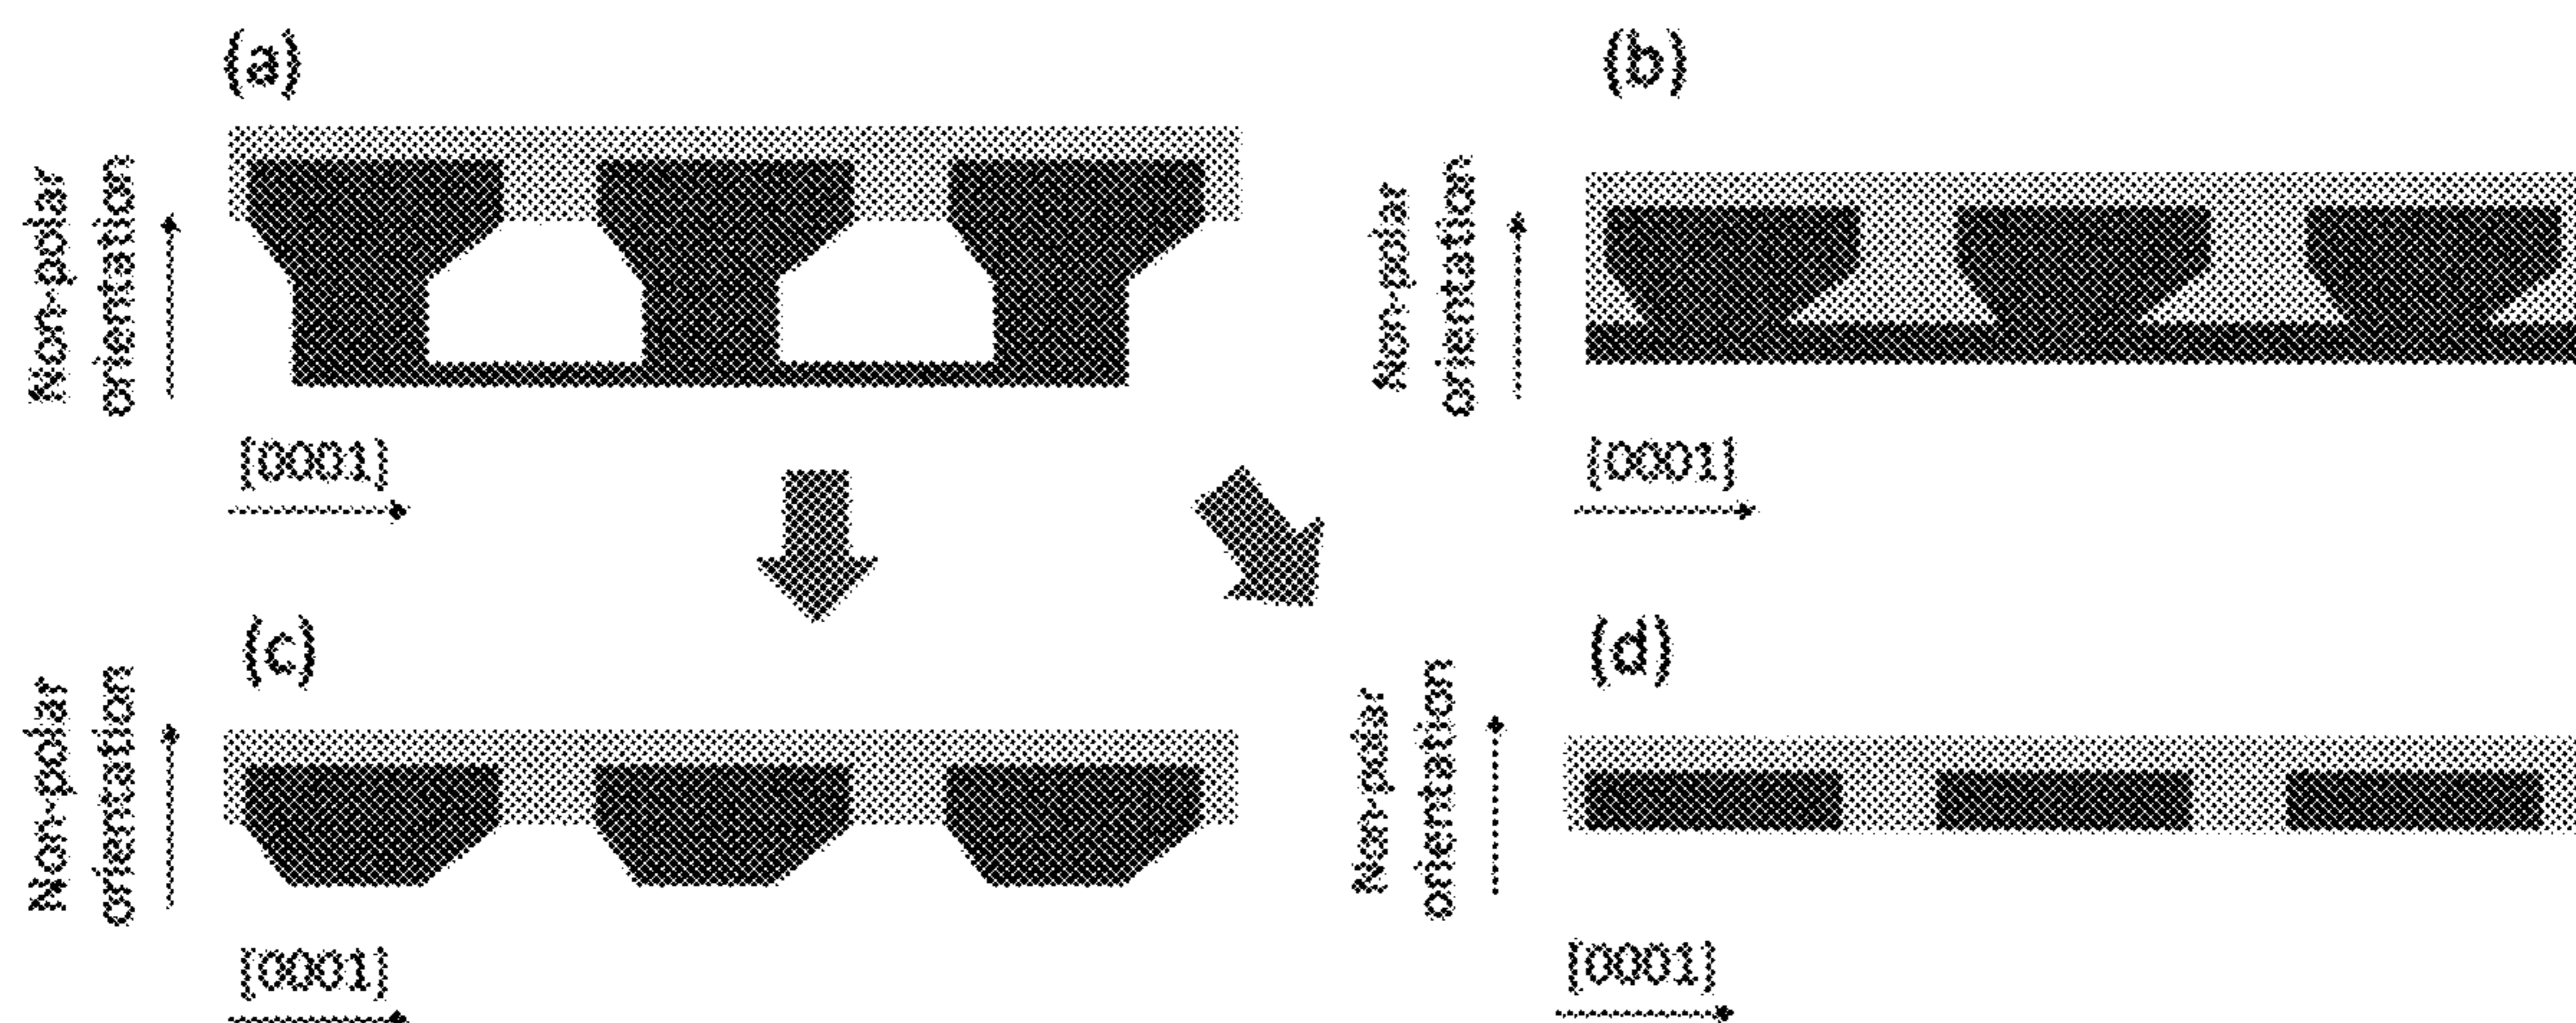 (a)
Non-polar
orientation
[0001]
(b)
Non-polar
orientation
[0001]
(c)
Non-polar
orientation
[0001]
(d)
Non-polar
orientation
[0001]